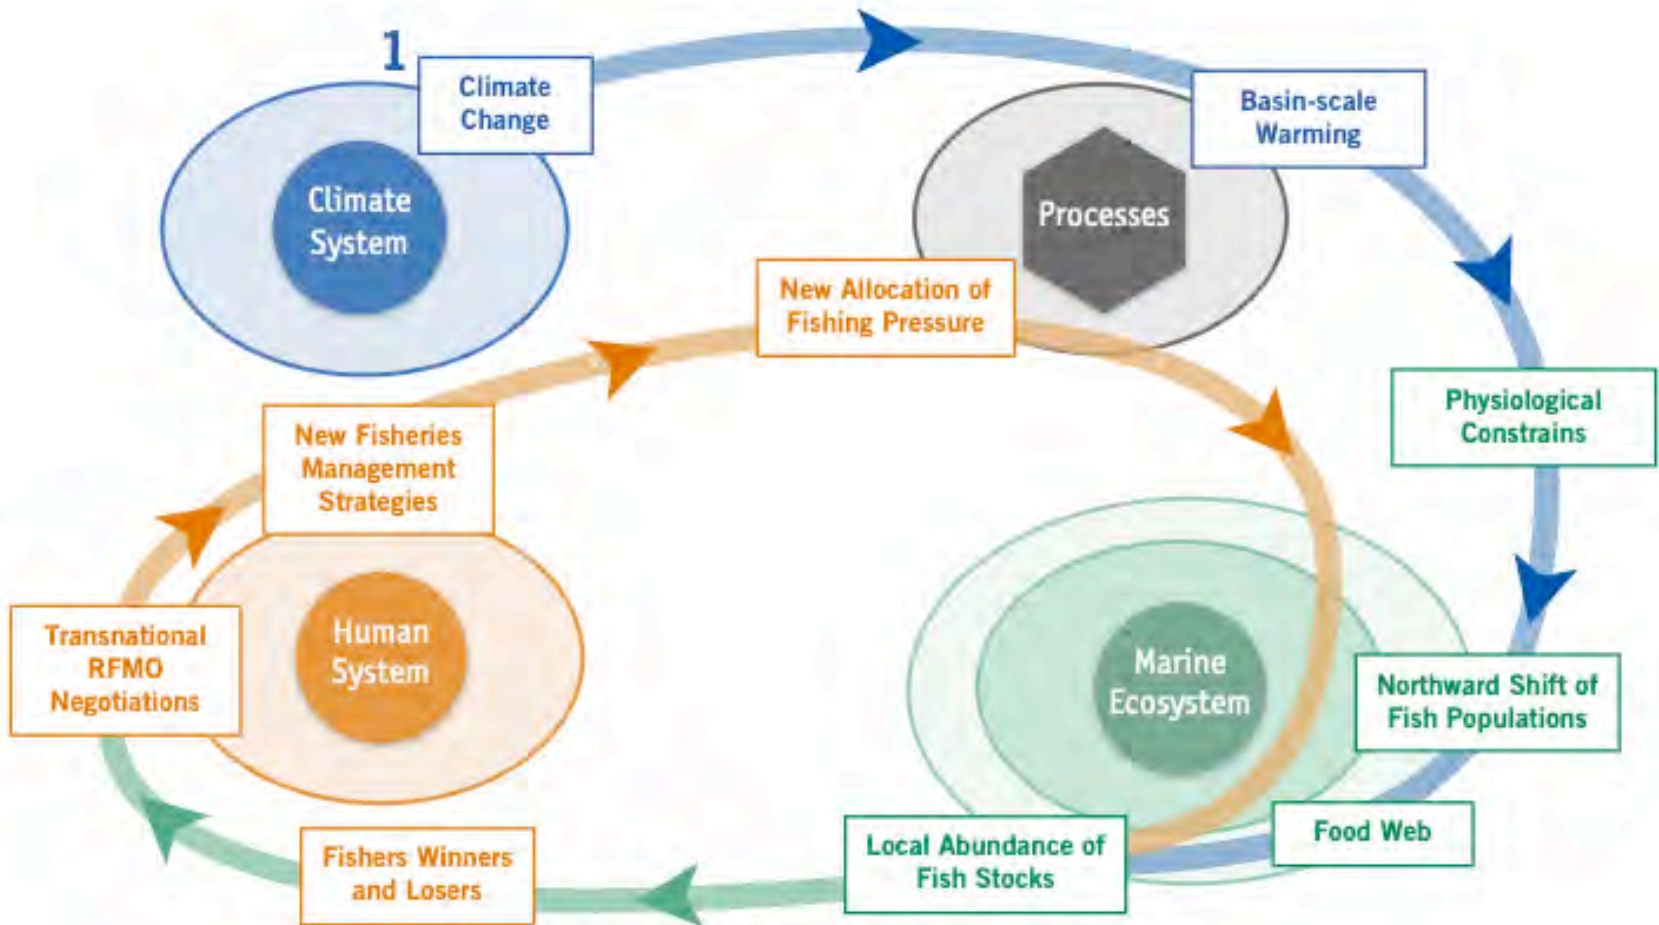 1
Climate
Change
Basin-scale
Warming
Climate
System
Processes
New Allocation of
Fishing Pressure
Physiological
Constrains
New Fisheries
Management
Strategies
Transnational
RFMO
Negotiations
Human
System
Marine
Ecosystem
Northward Shift of
Fish Populations
Food Web
Local Abundance of
Fish Stocks
Fishers Winners
and Losers